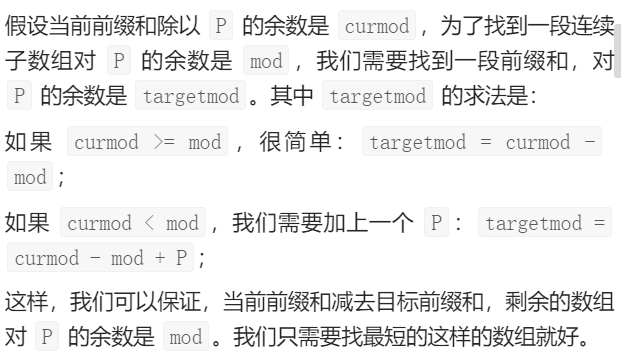 假设当前前缀和除以 P 的余数是 curmod，为了找到一段连续
子数组对 P 的余数是 mod，我们需要找到一段前缀和，对
P 的余数是 targetmod。其中 targetmod 的求法是：
如果 curmod >= mod，很简单：targetmod = curmod -
mod；
如果 curmod < mod，我们需要加上一个 P：targetmod =
curmod - mod + P；
这样，我们可以保证，当前前缀和减去目标前缀和，剩余的数组
对 P 的余数是 mod。我们只需要找最短的这样的数组就好。